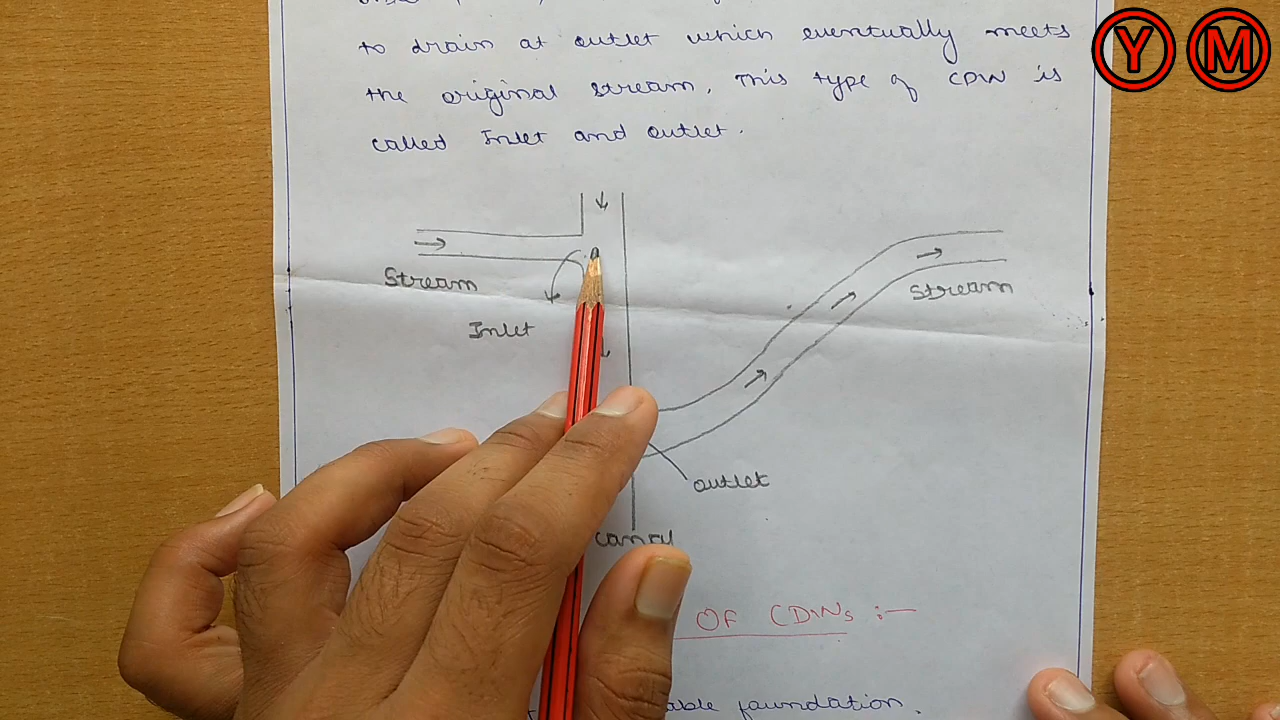 to drain at outlet which eventually meets
the original stream. This type of CDW is
called Inlet and outlet.
Y M
Stream
Stream
Inlet
outlet
canal
OF CDWs :-
foundation.